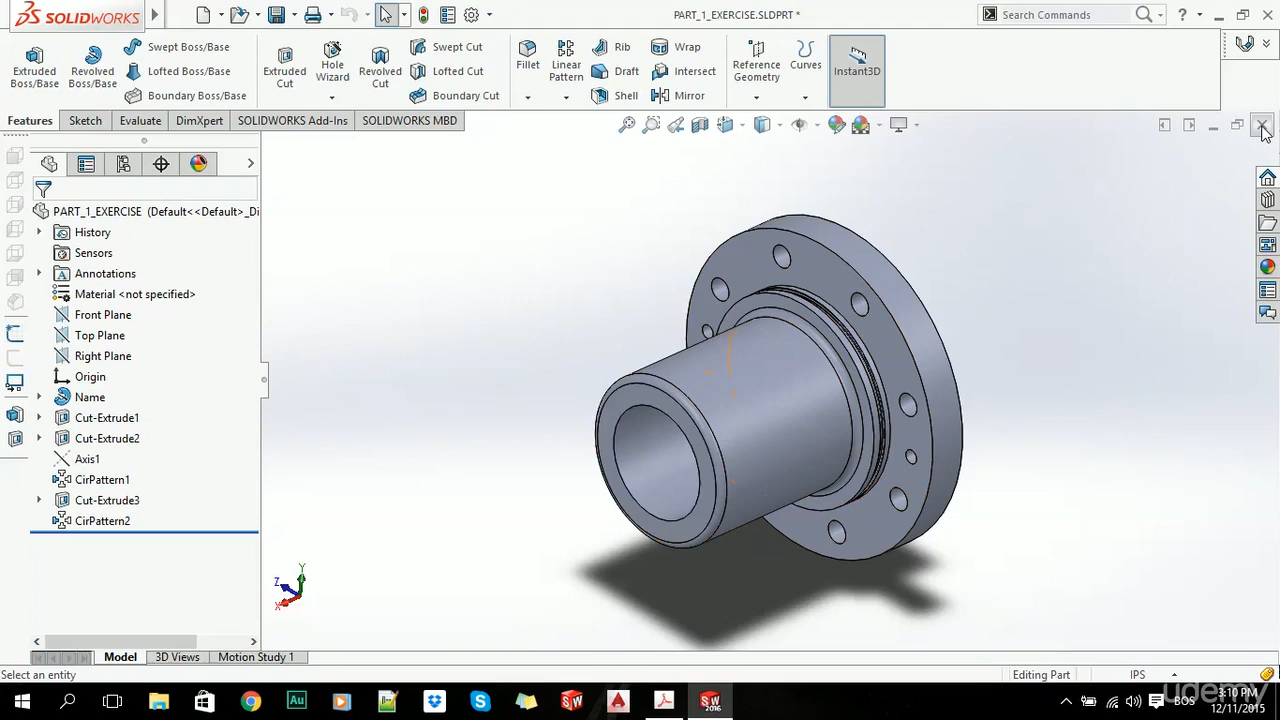 SOLIDWORKS
PART_1_EXERCISE.SLDPRT *
Search Commands
?
Extruded Boss/Base
Revolved Boss/Base
Swept Boss/Base
Lofted Boss/Base
Boundary Boss/Base
Extruded Cut
Hole Wizard
Revolved Cut
Swept Cut
Lofted Cut
Boundary Cut
Fillet
Linear Pattern
Rib
Draft
Shell
Wrap
Intersect
Mirror
Reference Geometry
Curves
Instant3D
Features Sketch Evaluate DimXpert SOLIDWORKS Add-Ins SOLIDWORKS MBD
PART_1_EXERCISE (Default<<Default>_Di
History
Sensors
Annotations
Material <not specified>
Front Plane
Top Plane
Right Plane
Origin
Name
Cut-Extrude1
Cut-Extrude2
Axis1
CirPattern1
Cut-Extrude3
CirPattern2
Y
Z
X
Model 3D Views Motion Study 1
Select an entity
Editing Part
IPS
Au
SW
2016
BOS
3:10 PM
12/11/2015
udemy